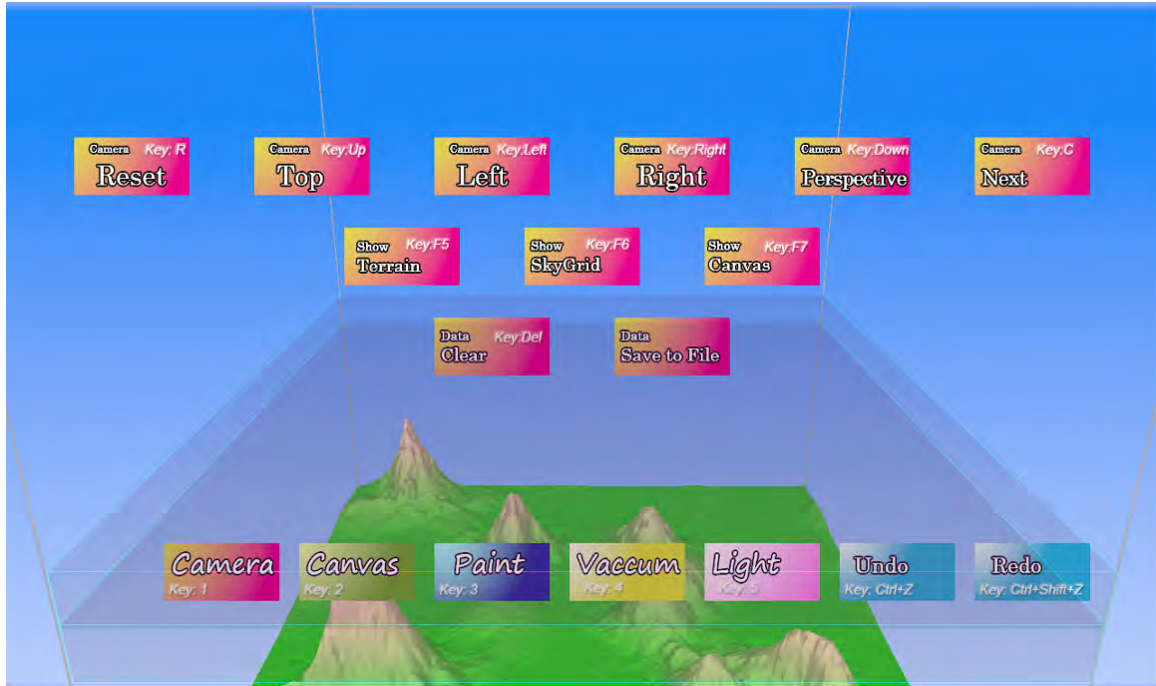 Camera Key: R
Reset
Camera Key:Up
Top
Camera Key:Left
Left
Camera Key:Right
Right
Camera Key:Down
Perspective
Camera Key:C
Next
Show Key:F5
Terrain
Show Key:F6
SkyGrid
Show Key:F7
Canvas
Data Key:Del
Clear
Data
Save to File
Camera
Key: 1
Canvas
Key: 2
Paint
Key: 3
Vaccum
Key: 4
Light
Key: 5
Undo
Key: Ctrl+Z
Redo
Key: Ctrl+Shift+Z